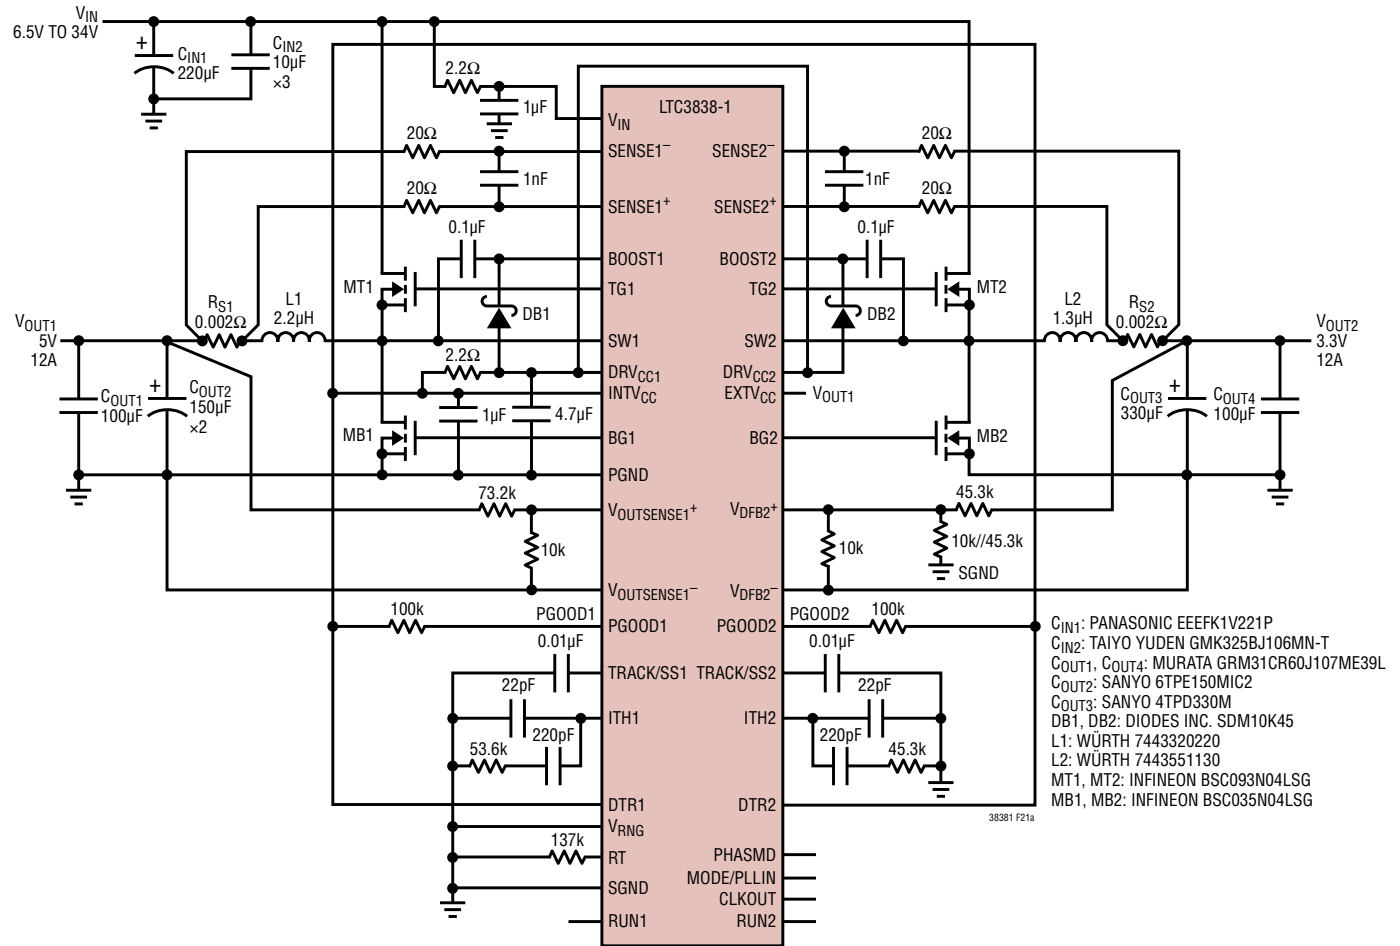 VIN
6.5V TO 34V
+
CIN1
220µF
CIN2
10µF
×3
2.2Ω
1µF
LTC3838-1
VIN
20Ω
SENSE1–
SENSE2–
20Ω
1nF
1nF
20Ω
SENSE1+
SENSE2+
20Ω
0.1µF
BOOST1
BOOST2
0.1µF
MT1
TG1
TG2
MT2
DB1
DB2
VOUT1
5V
12A
RS1
0.002Ω
L1
2.2µH
SW1
SW2
L2
1.3µH
RS2
0.002Ω
VOUT2
3.3V
12A
2.2Ω
DRVCC1
DRVCC2
INTVCC
EXTVCC
VOUT1
COUT1
100µF
+
COUT2
150µF
×2
1µF
4.7µF
COUT3
330µF
+
COUT4
100µF
MB1
BG1
BG2
MB2
PGND
73.2k
VOUTSENSE1+
VDFB2+
45.3k
10k
10k
10k//45.3k
SGND
VOUTSENSE1–
VDFB2–
100k
PGOOD1
PGOOD1
PGOOD2
PGOOD2
100k
0.01µF
TRACK/SS1
TRACK/SS2
0.01µF
22pF
ITH1
ITH2
22pF
53.6k
220pF
220pF
45.3k
DTR1
DTR2
VRNG
137k
RT
PHASMD
MODE/PLLIN
SGND
CLKOUT
RUN1
RUN2
CIN1: PANASONIC EEEFK1V221P
CIN2: TAIYO YUDEN GMK325BJ106MN-T
COUT1, COUT4: MURATA GRM31CR60J107ME39L
COUT2: SANYO 6TPE150MIC2
COUT3: SANYO 4TPD330M
DB1, DB2: DIODES INC. SDM10K45
L1: WÜRTH 7443320220
L2: WÜRTH 7443551130
MT1, MT2: INFINEON BSC093N04LSG
MB1, MB2: INFINEON BSC035N04LSG
38381 F21a